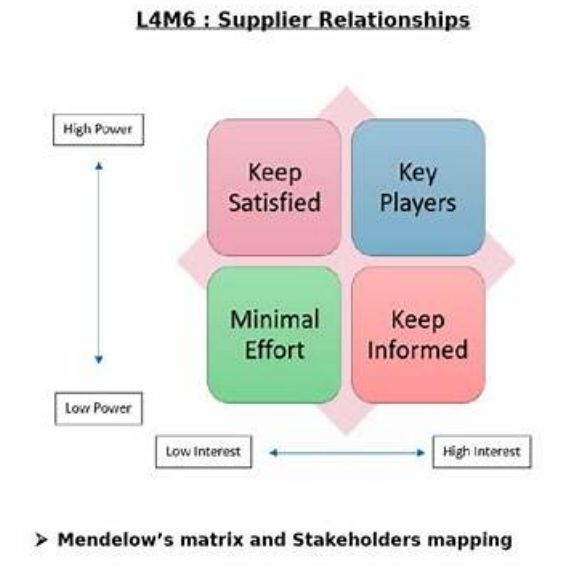 L4M6 : Supplier Relationships
High Power
Keep
Satisfied
Key
Players
Minimal
Effort
Keep
Informed
Low Power
Low Interest
High Interest
➢ Mendelow’s matrix and Stakeholders mapping